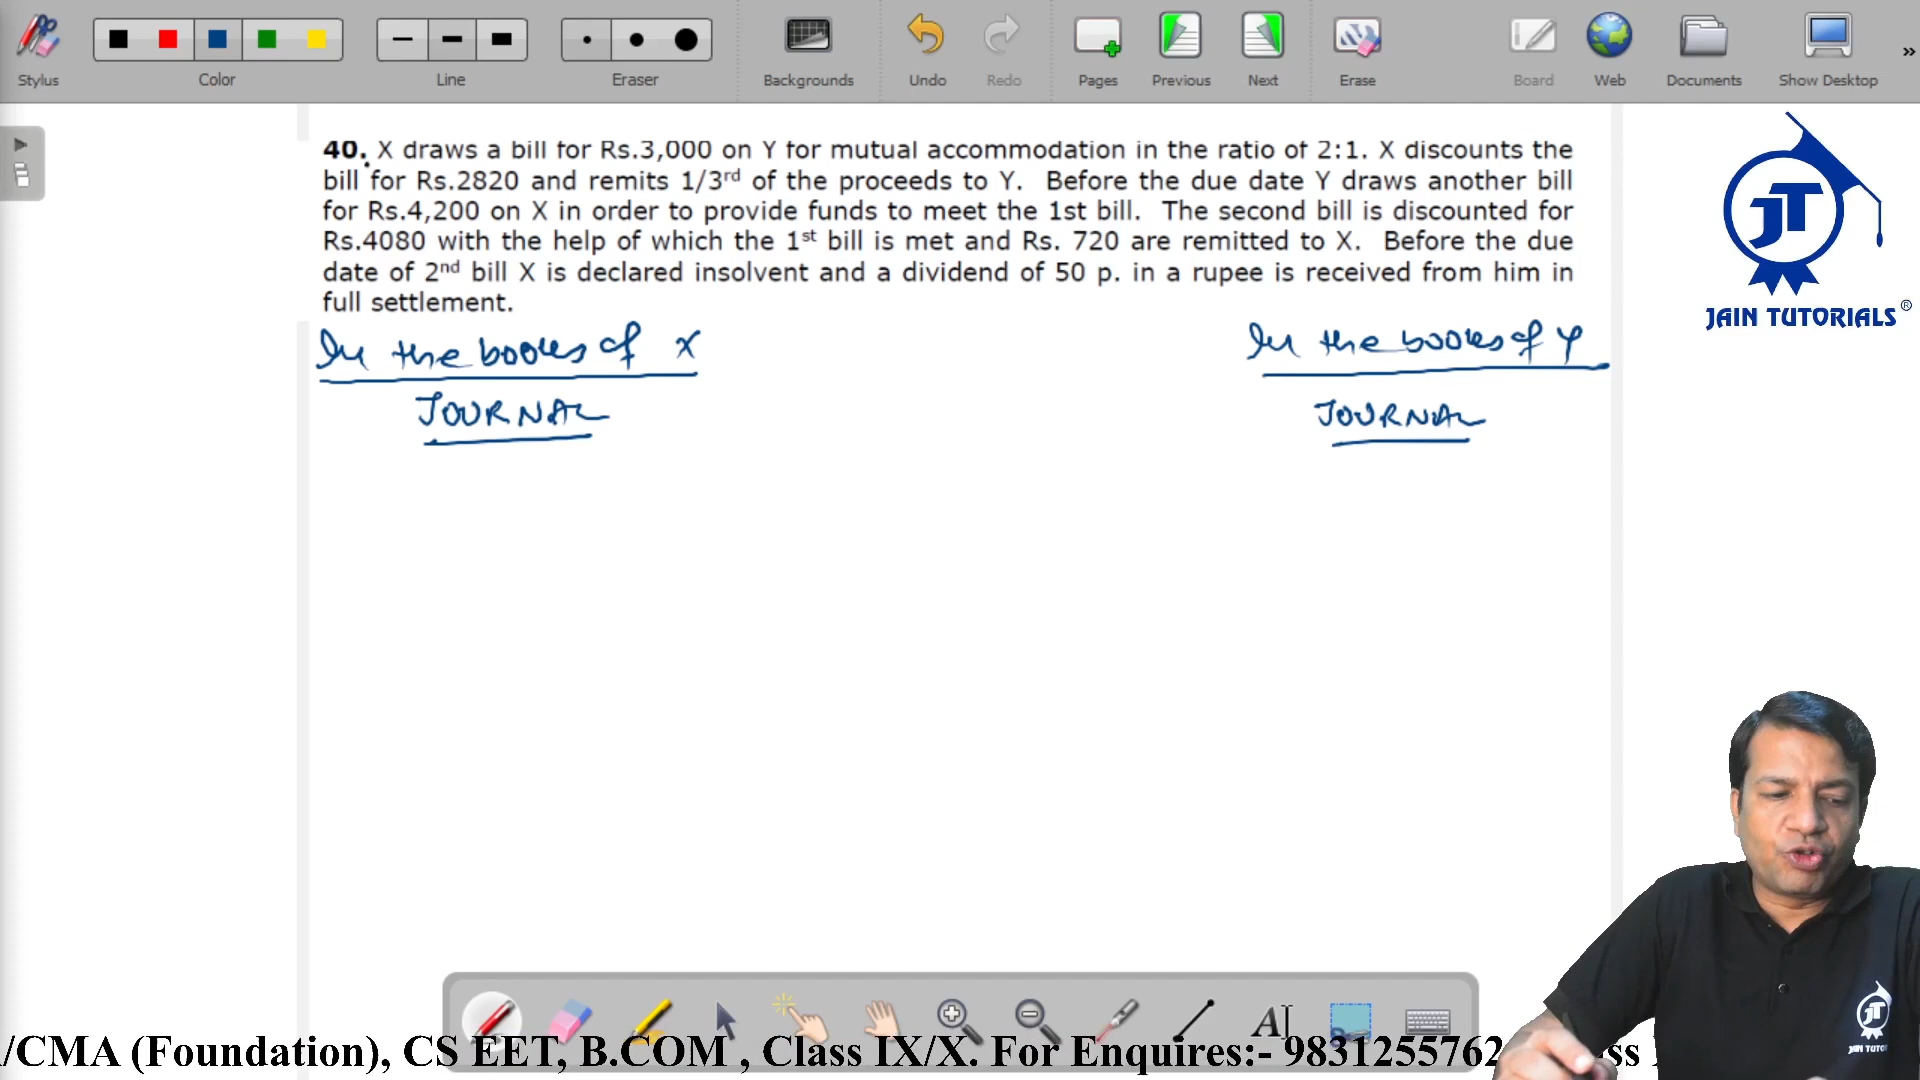 Stylus
Color
Line
Eraser
Backgrounds
Undo
Redo
Pages
Previous
Next
Erase
Board
Web
Documents
Show Desktop
»
40. X draws a bill for Rs.3,000 on Y for mutual accommodation in the ratio of 2:1. X discounts the
bill for Rs.2820 and remits 1/3rd of the proceeds to Y. Before the due date Y draws another bill
for Rs.4,200 on X in order to provide funds to meet the 1st bill. The second bill is discounted for
Rs.4080 with the help of which the 1st bill is met and Rs. 720 are remitted to X. Before the due
date of 2nd bill X is declared insolvent and a dividend of 50 p. in a rupee is received from him in
full settlement.
JT
JAIN TUTORIALS®
In the books of X
In the books of Y
JOURNAL
JOURNAL
JT
JAIN TUTO
/CMA (Foundation), CS EET, B.COM , Class IX/X. For Enquires:- 9831255762